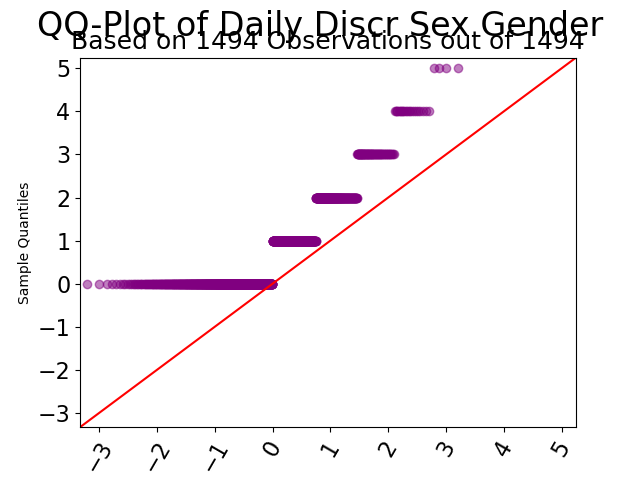 QQ-Plot of Daily Discr Sex Gender
Based on 1494 Observations out of 1494
5
4
3
2
1
0
−1
−2
−3
Sample Quantiles
−3 −2 −1 0 1 2 3 4 5